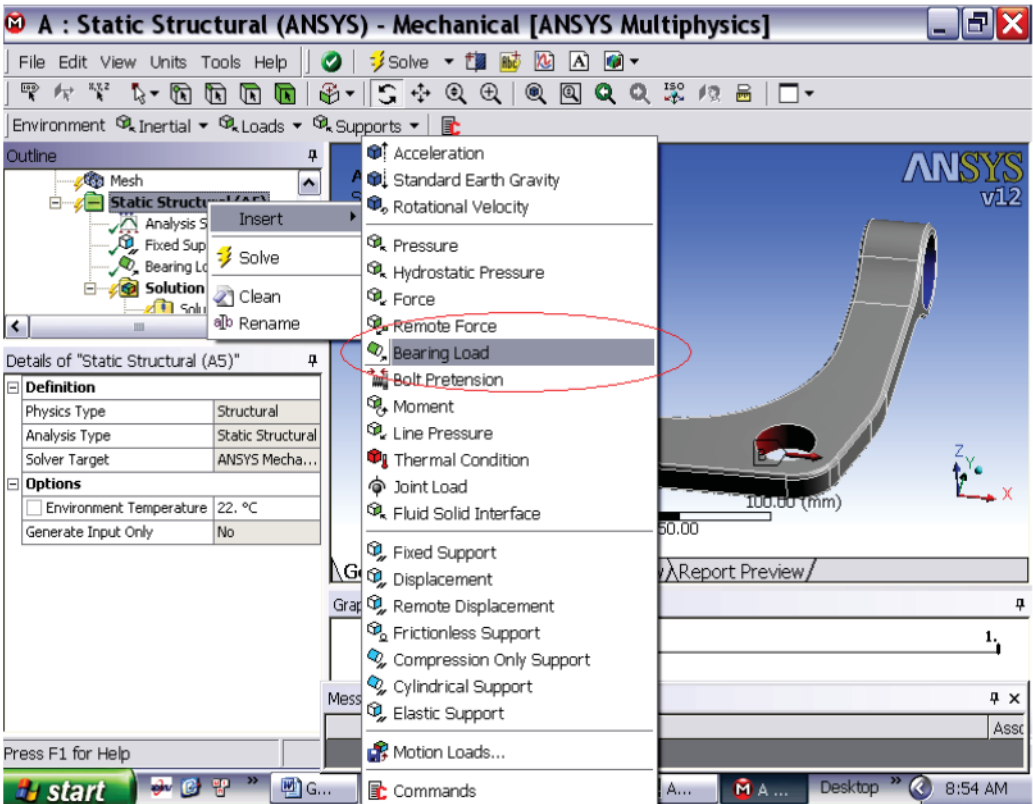 A : Static Structural (ANSYS) - Mechanical [ANSYS Multiphysics]
File Edit View Units Tools Help Solve
Environment Inertial Loads Supports
Outline
Mesh
Static Structural (A5)
Analysis S
Fixed Sup
Bearing Lo
Solution
Solu
Insert
Solve
Clean
Rename
Acceleration
Standard Earth Gravity
Rotational Velocity
Pressure
Hydrostatic Pressure
Force
Remote Force
Bearing Load
Bolt Pretension
Moment
Line Pressure
Thermal Condition
Joint Load
Fluid Solid Interface
Fixed Support
Displacement
Remote Displacement
Frictionless Support
Compression Only Support
Cylindrical Support
Elastic Support
Motion Loads...
Commands
ANSYS
v12
B
Z
Y
X
100.00 (mm)
50.00
Details of "Static Structural (A5)"
Definition
Physics Type Structural
Analysis Type Static Structural
Solver Target ANSYS Mecha...
Options
Environment Temperature 22. °C
Generate Input Only No
Report Preview
Grap
1.
Mess
Asso
Press F1 for Help
start G... A... A ... Desktop 8:54 AM